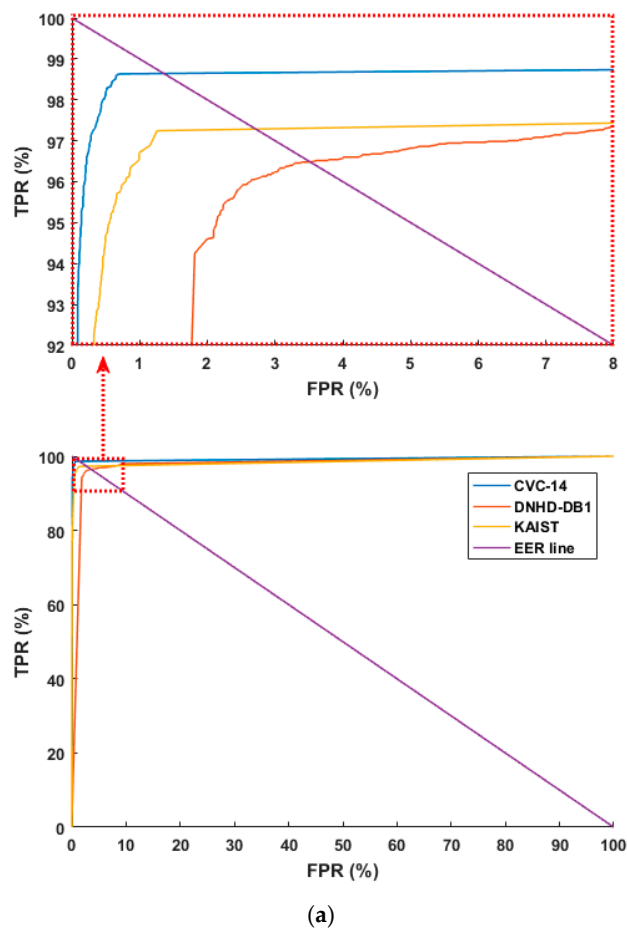 100
99
98
97
96
95
94
93
92
TPR (%)
0 1 2 3 4 5 6 7 8
FPR (%)
100
80
60
40
20
0
TPR (%)
CVC-14
DNHD-DB1
KAIST
EER line
0 10 20 30 40 50 60 70 80 90 100
FPR (%)
(a)